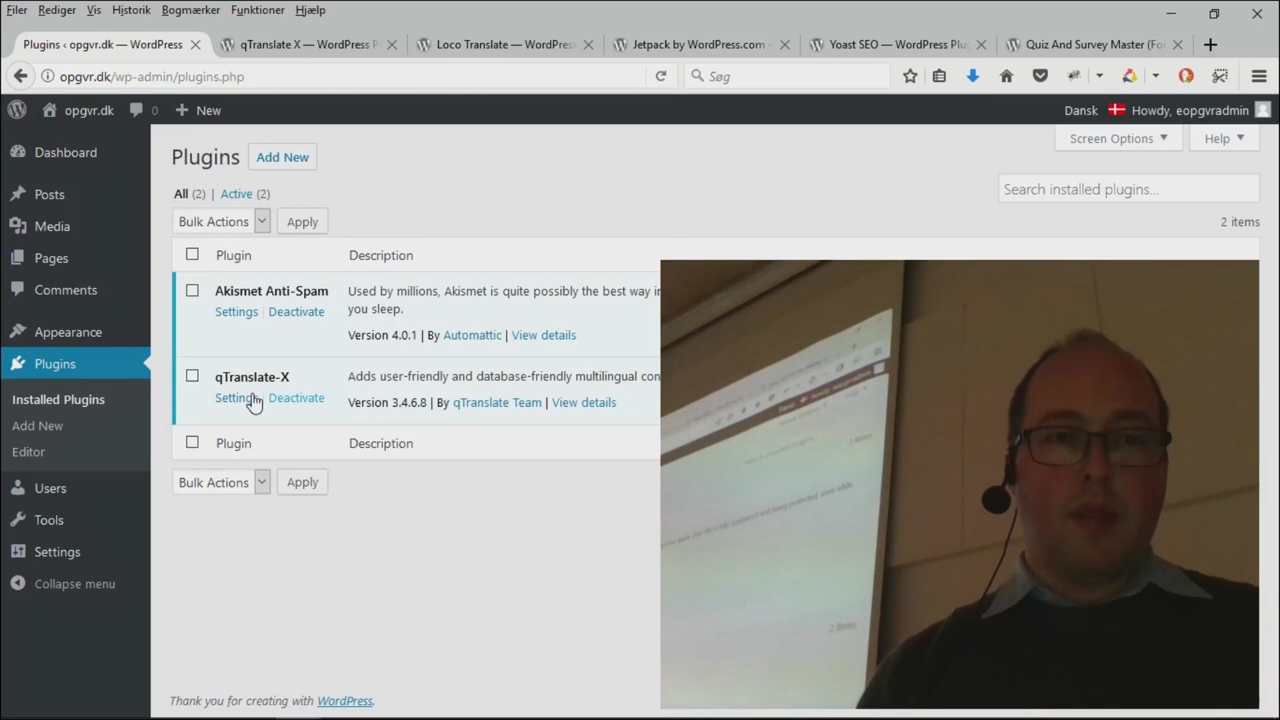 Filer Rediger Vis Historik Bogmærker Funktioner Hjælp
Plugins ‹ opgvr.dk — WordPress qTranslate X — WordPress P Loco Translate — WordPres Jetpack by WordPress.com – Yoast SEO — WordPress Plu Quiz And Survey Master (For
opgvr.dk/wp-admin/plugins.php Søg
opgvr.dk 0 New Dansk Howdy, eopgvradmin
Dashboard
Posts
Media
Pages
Comments
Appearance
Plugins
Installed Plugins
Add New
Editor
Users
Tools
Settings
Collapse menu
Screen Options Help
Plugins Add New
All (2) | Active (2)
Search installed plugins...
Bulk Actions Apply
2 items
Plugin Description
Akismet Anti-Spam Used by millions, Akismet is quite possibly the best way
you sleep.
Settings | Deactivate
Version 4.0.1 | By Automattic | View details
qTranslate-X Adds user-friendly and database-friendly multilingual con
Settings Deactivate Version 3.4.6.8 | By qTranslate Team | View details
Plugin Description
Bulk Actions Apply
2 items
2 items
Thank you for creating with WordPress.